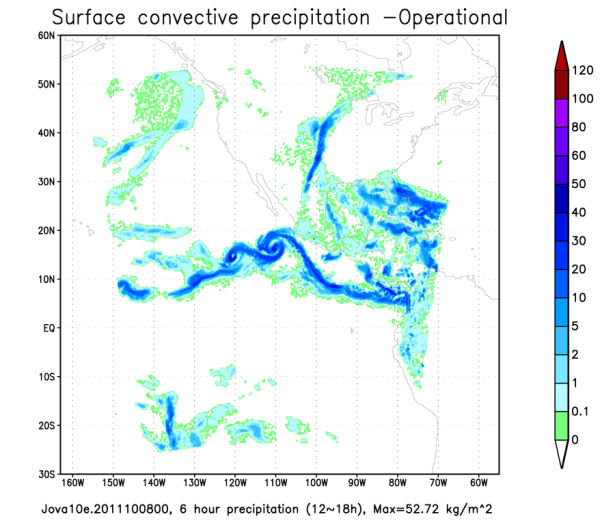 Surface convective precipitation −Operational
60N
50N
40N
30N
20N
10N
EQ
10S
20S
30S
160W 150W 140W 130W 120W 110W 100W 90W 80W 70W 60W
120
100
80
60
50
40
30
20
10
5
2
1
0.1
0
Jova10e.2011100800, 6 hour precipitation (12~18h), Max=52.72 kg/m^2